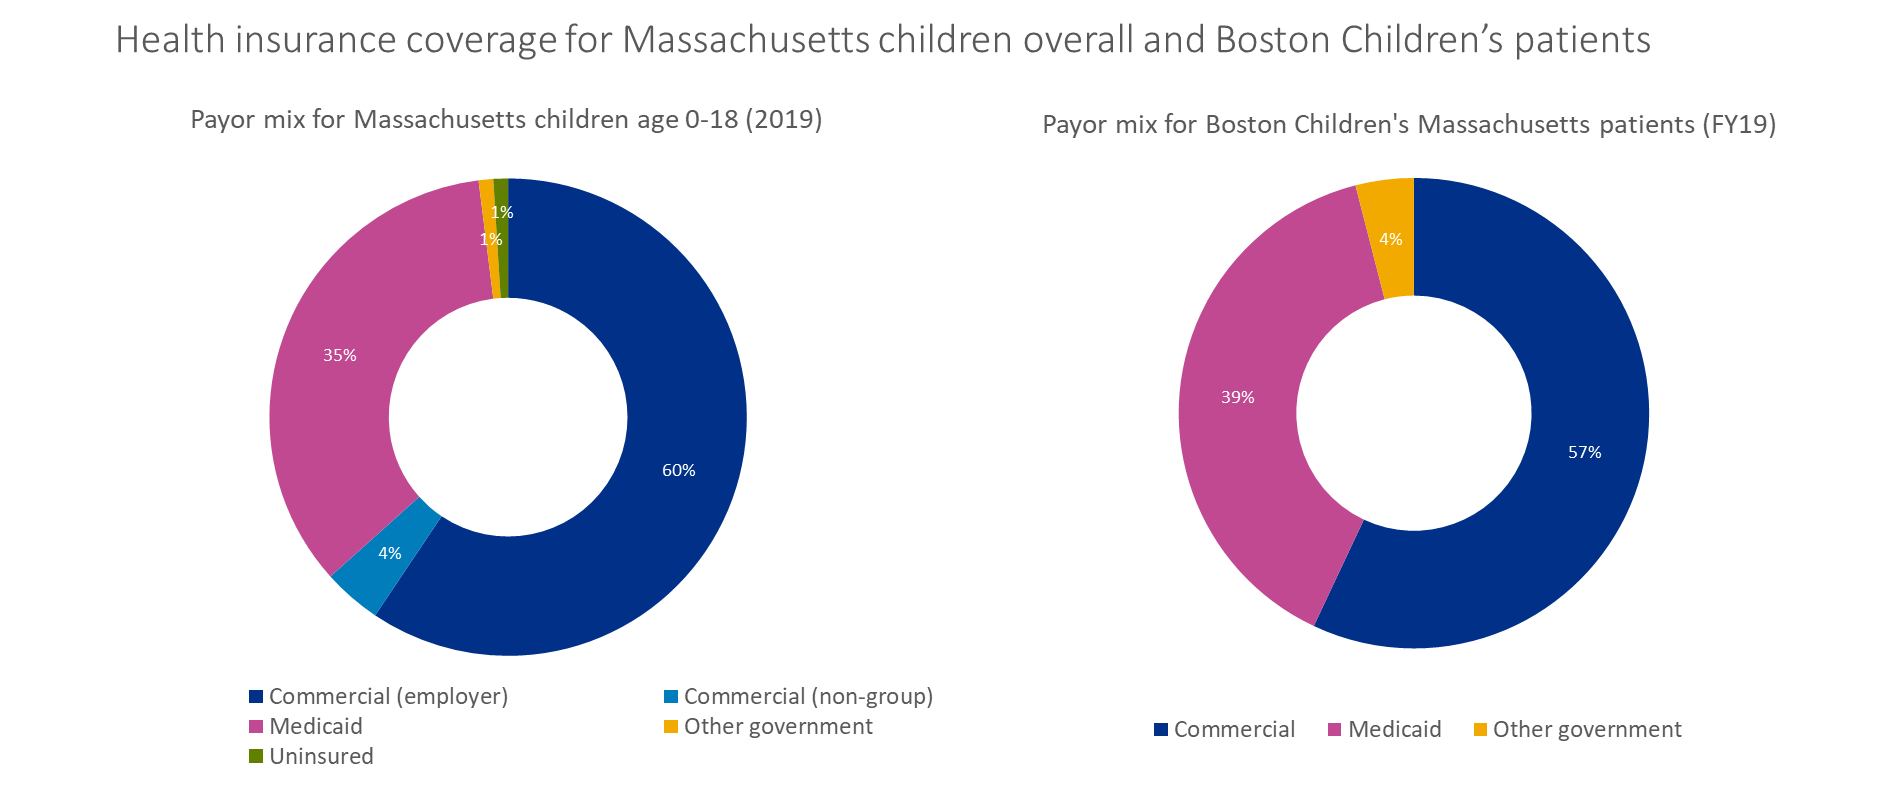 Health insurance coverage for Massachusetts children overall and Boston Children’s patients
Payor mix for Massachusetts children age 0-18 (2019)
1%
1%
35%
60%
4%
Commercial (employer)
Commercial (non-group)
Medicaid
Other government
Uninsured
Payor mix for Boston Children's Massachusetts patients (FY19)
4%
39%
57%
Commercial
Medicaid
Other government